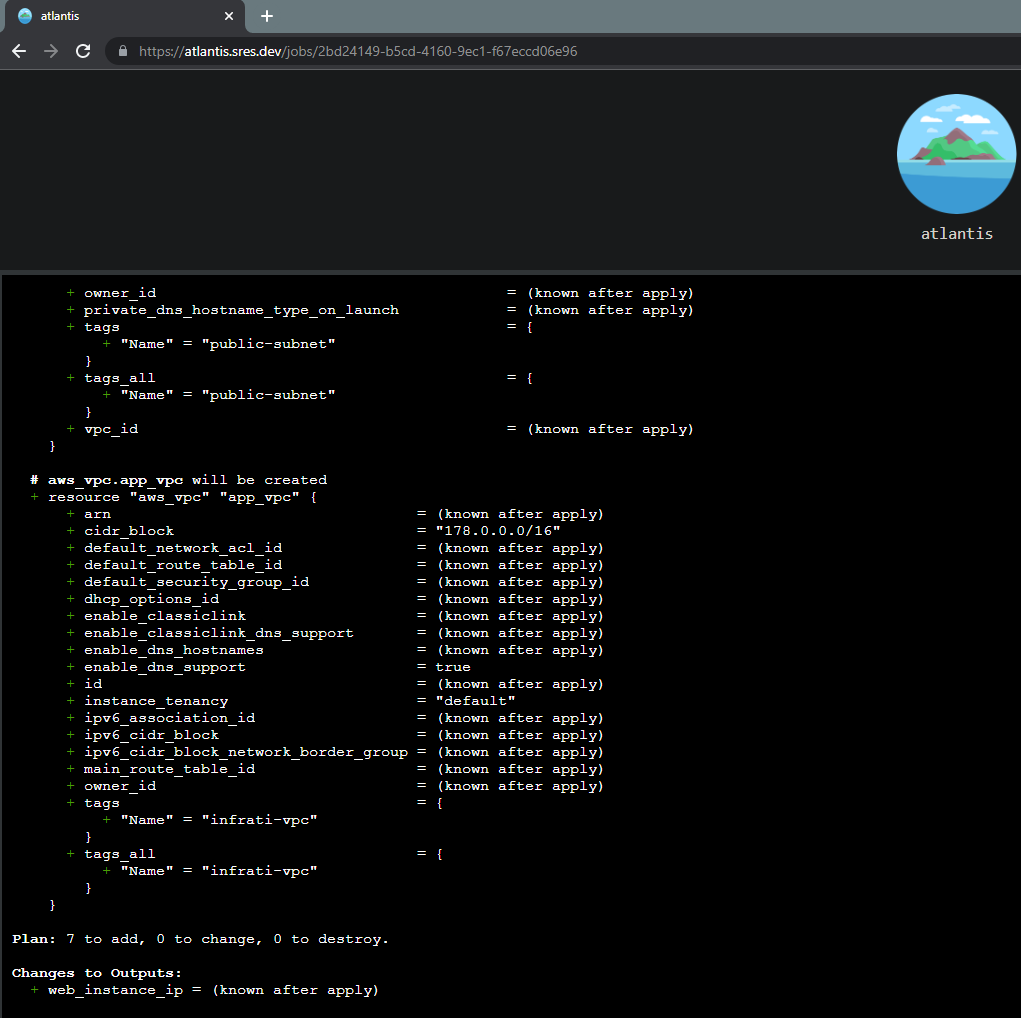 atlantis
https://atlantis.sres.dev/jobs/2bd24149-b5cd-4160-9ec1-f67eccd06e96
atlantis
+ owner_id = (known after apply)
+ private_dns_hostname_type_on_launch = (known after apply)
+ tags = {
+ "Name" = "public-subnet"
}
+ tags_all = {
+ "Name" = "public-subnet"
}
+ vpc_id = (known after apply)
}
# aws_vpc.app_vpc will be created
+ resource "aws_vpc" "app_vpc" {
+ arn = (known after apply)
+ cidr_block = "178.0.0.0/16"
+ default_network_acl_id = (known after apply)
+ default_route_table_id = (known after apply)
+ default_security_group_id = (known after apply)
+ dhcp_options_id = (known after apply)
+ enable_classiclink = (known after apply)
+ enable_classiclink_dns_support = (known after apply)
+ enable_dns_hostnames = (known after apply)
+ enable_dns_support = true
+ id = (known after apply)
+ instance_tenancy = "default"
+ ipv6_association_id = (known after apply)
+ ipv6_cidr_block = (known after apply)
+ ipv6_cidr_block_network_border_group = (known after apply)
+ main_route_table_id = (known after apply)
+ owner_id = (known after apply)
+ tags = {
+ "Name" = "infrati-vpc"
}
+ tags_all = {
+ "Name" = "infrati-vpc"
}
}
Plan: 7 to add, 0 to change, 0 to destroy.
Changes to Outputs:
+ web_instance_ip = (known after apply)